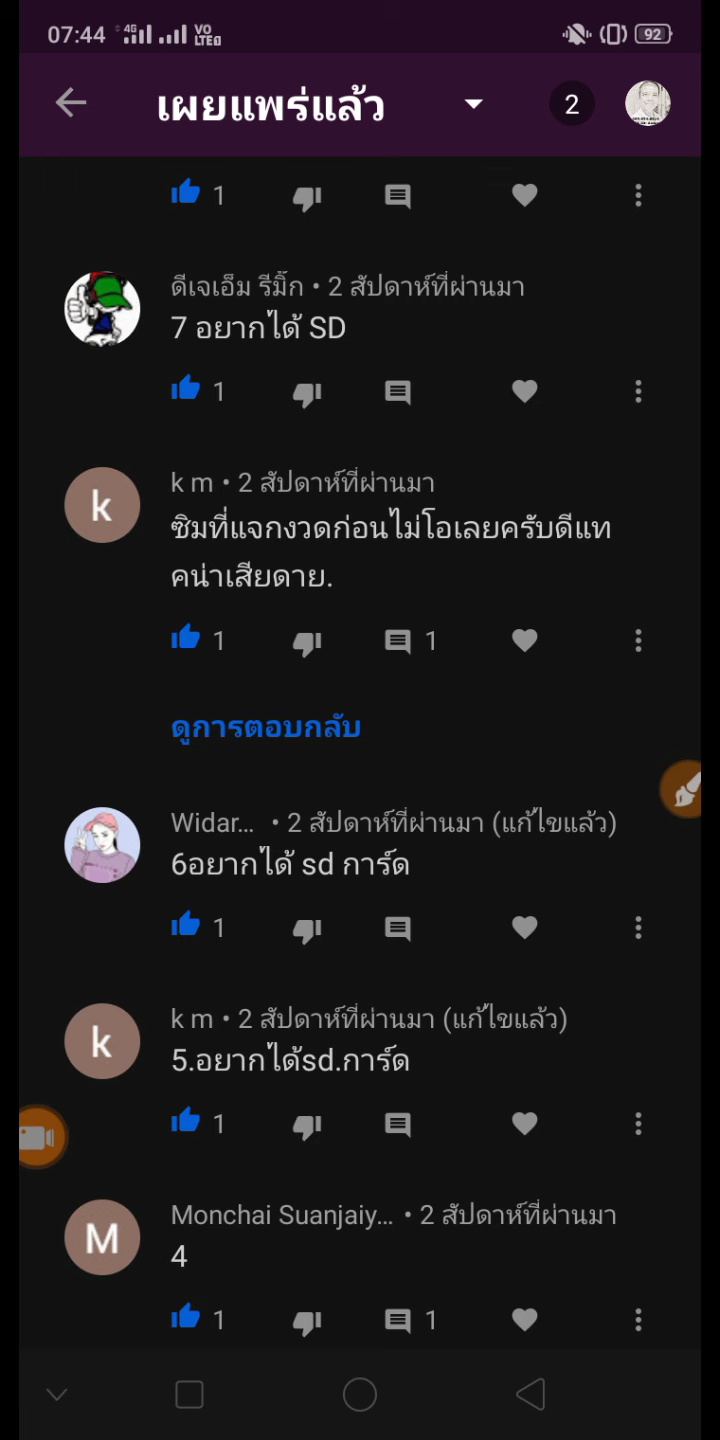 07:44 4G VO LTE 92
เผยแพร่แล้ว 2
1
ดีเจเอ็ม รีมิ๊ก • 2 สัปดาห์ที่ผ่านมา
7 อยากได้ SD
1
k
k m • 2 สัปดาห์ที่ผ่านมา
ซิมที่แจกงวดก่อนไม่โอเลยครับดีแท
คน่าเสียดาย.
1 1
ดูการตอบกลับ
Widar... • 2 สัปดาห์ที่ผ่านมา (แก้ไขแล้ว)
6อยากได้ sd การ์ด
1
k
k m • 2 สัปดาห์ที่ผ่านมา (แก้ไขแล้ว)
5.อยากได้sd.การ์ด
1
M
Monchai Suanjaiy... • 2 สัปดาห์ที่ผ่านมา
4
1 1